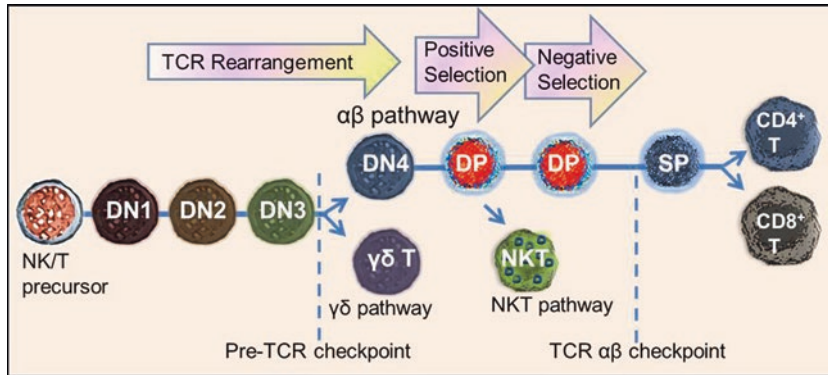 TCR Rearrangement
Positive
Selection
Negative
Selection
αβ pathway
NK/T
precursor
DN1
DN2
DN3
DN4
DP
DP
SP
CD4⁺
T
CD8⁺
T
γδ T
γδ pathway
NKT
NKT pathway
Pre-TCR checkpoint
TCR αβ checkpoint